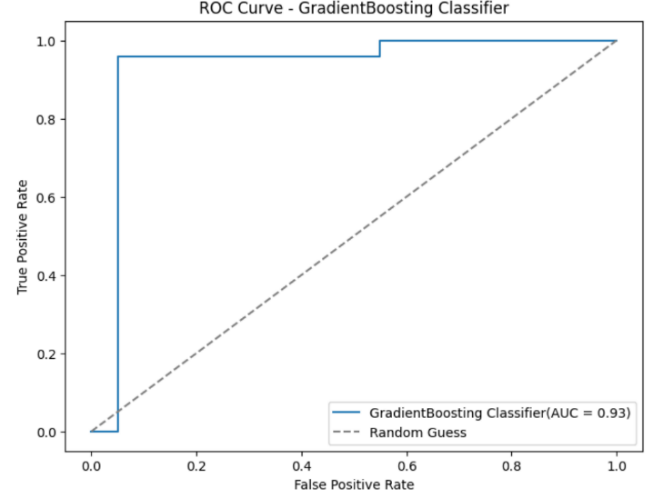 ROC Curve - GradientBoosting Classifier
1.0
0.8
0.6
0.4
0.2
0.0
True Positive Rate
GradientBoosting Classifier(AUC = 0.93)
Random Guess
0.0 0.2 0.4 0.6 0.8 1.0
False Positive Rate